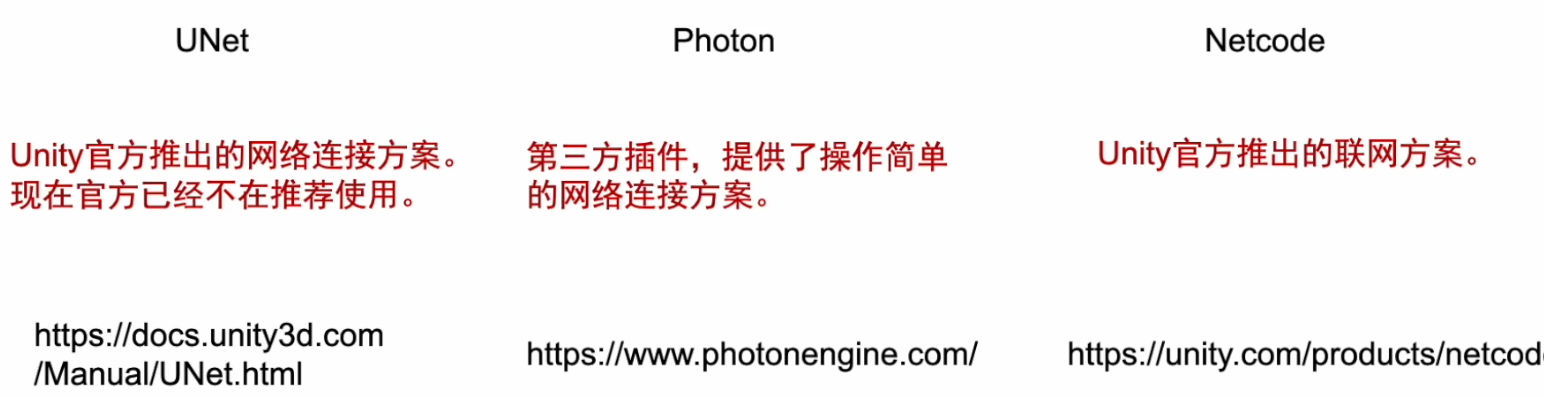 UNet
Photon
Netcode
Unity官方推出的网络连接方案。
现在官方已经不在推荐使用。
第三方插件，提供了操作简单
的网络连接方案。
Unity官方推出的联网方案。
https://docs.unity3d.com
/Manual/UNet.html
https://www.photonengine.com/
https://unity.com/products/netcod